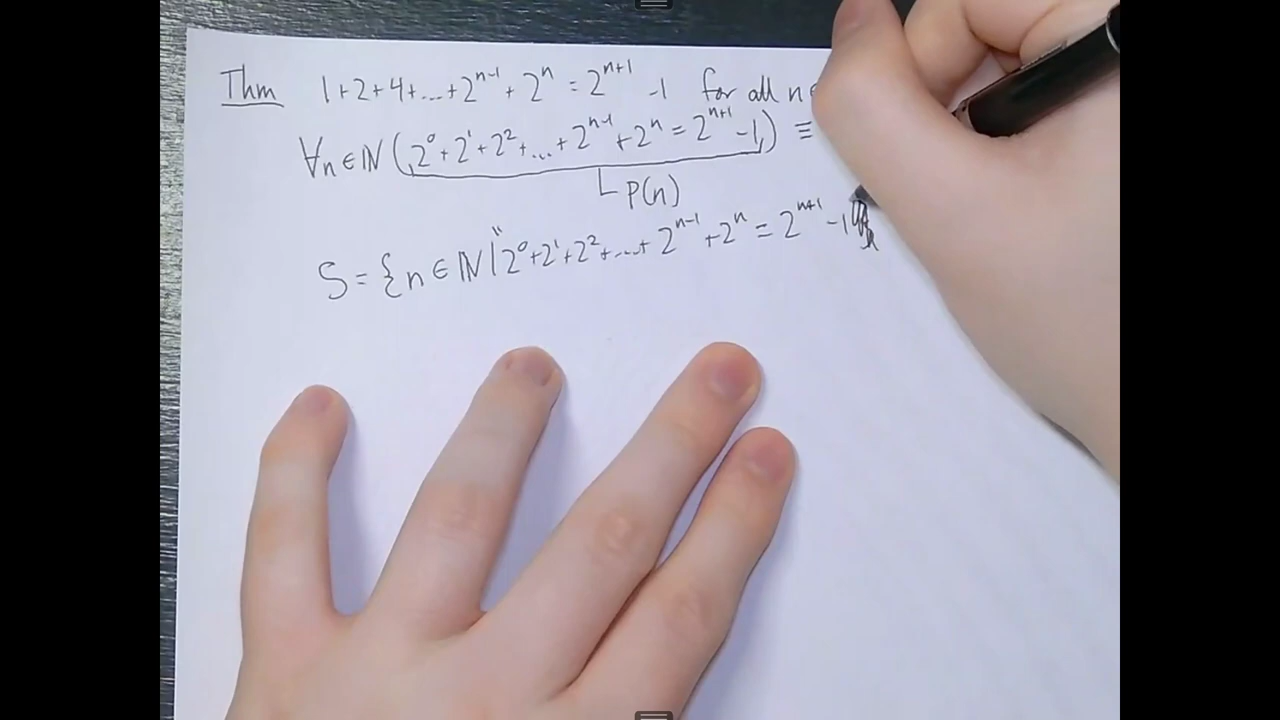 Thm 1+2+4+...+2^{n-1} + 2^n = 2^{n+1} -1 for all n ∈
∀n∈ℕ (2^0 + 2^1 + 2^2 +...+ 2^{n-1} + 2^n = 2^{n+1} -1) ≡
P(n)
S = {n ∈ ℕ | "2^0 + 2^1 + 2^2 +...+ 2^{n-1} + 2^n = 2^{n+1} -1